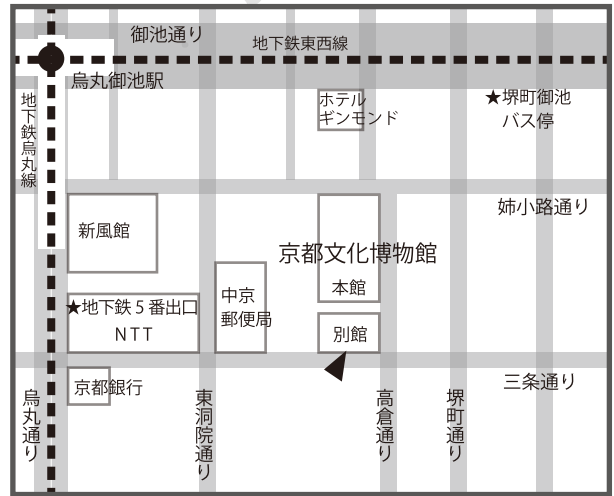 御池通り
地下鉄東西線
烏丸御池駅
地下鉄烏丸線
ホテル
ギンモンド
★堺町御池
バス停
姉小路通り
新風館
京都文化博物館
本館
中京
郵便局
★地下鉄5番出口
NTT
別館
京都銀行
三条通り
烏丸通り
東洞院通り
高倉通り
堺町通り